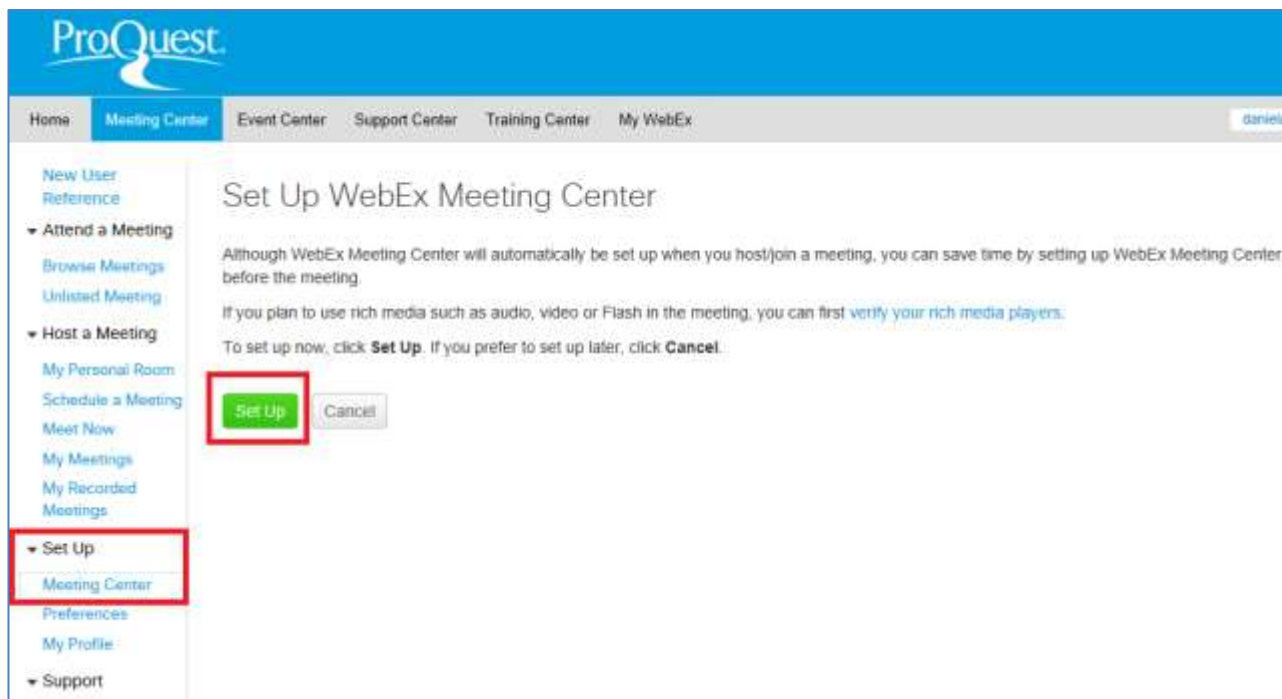 ProQuest.
Home Meeting Center Event Center Support Center Training Center My WebEx
New User
Reference
Attend a Meeting
Browse Meetings
Unlisted Meeting
Host a Meeting
My Personal Room
Schedule a Meeting
Meet Now
My Meetings
My Recorded
Meetings
Set Up
Meeting Center
Preferences
My Profile
Support
Set Up WebEx Meeting Center
Although WebEx Meeting Center will automatically be set up when you host/join a meeting, you can save time by setting up WebEx Meeting Center
before the meeting.
If you plan to use rich media such as audio, video or Flash in the meeting, you can first verify your rich media players.
To set up now, click Set Up. If you prefer to set up later, click Cancel.
Set Up Cancel